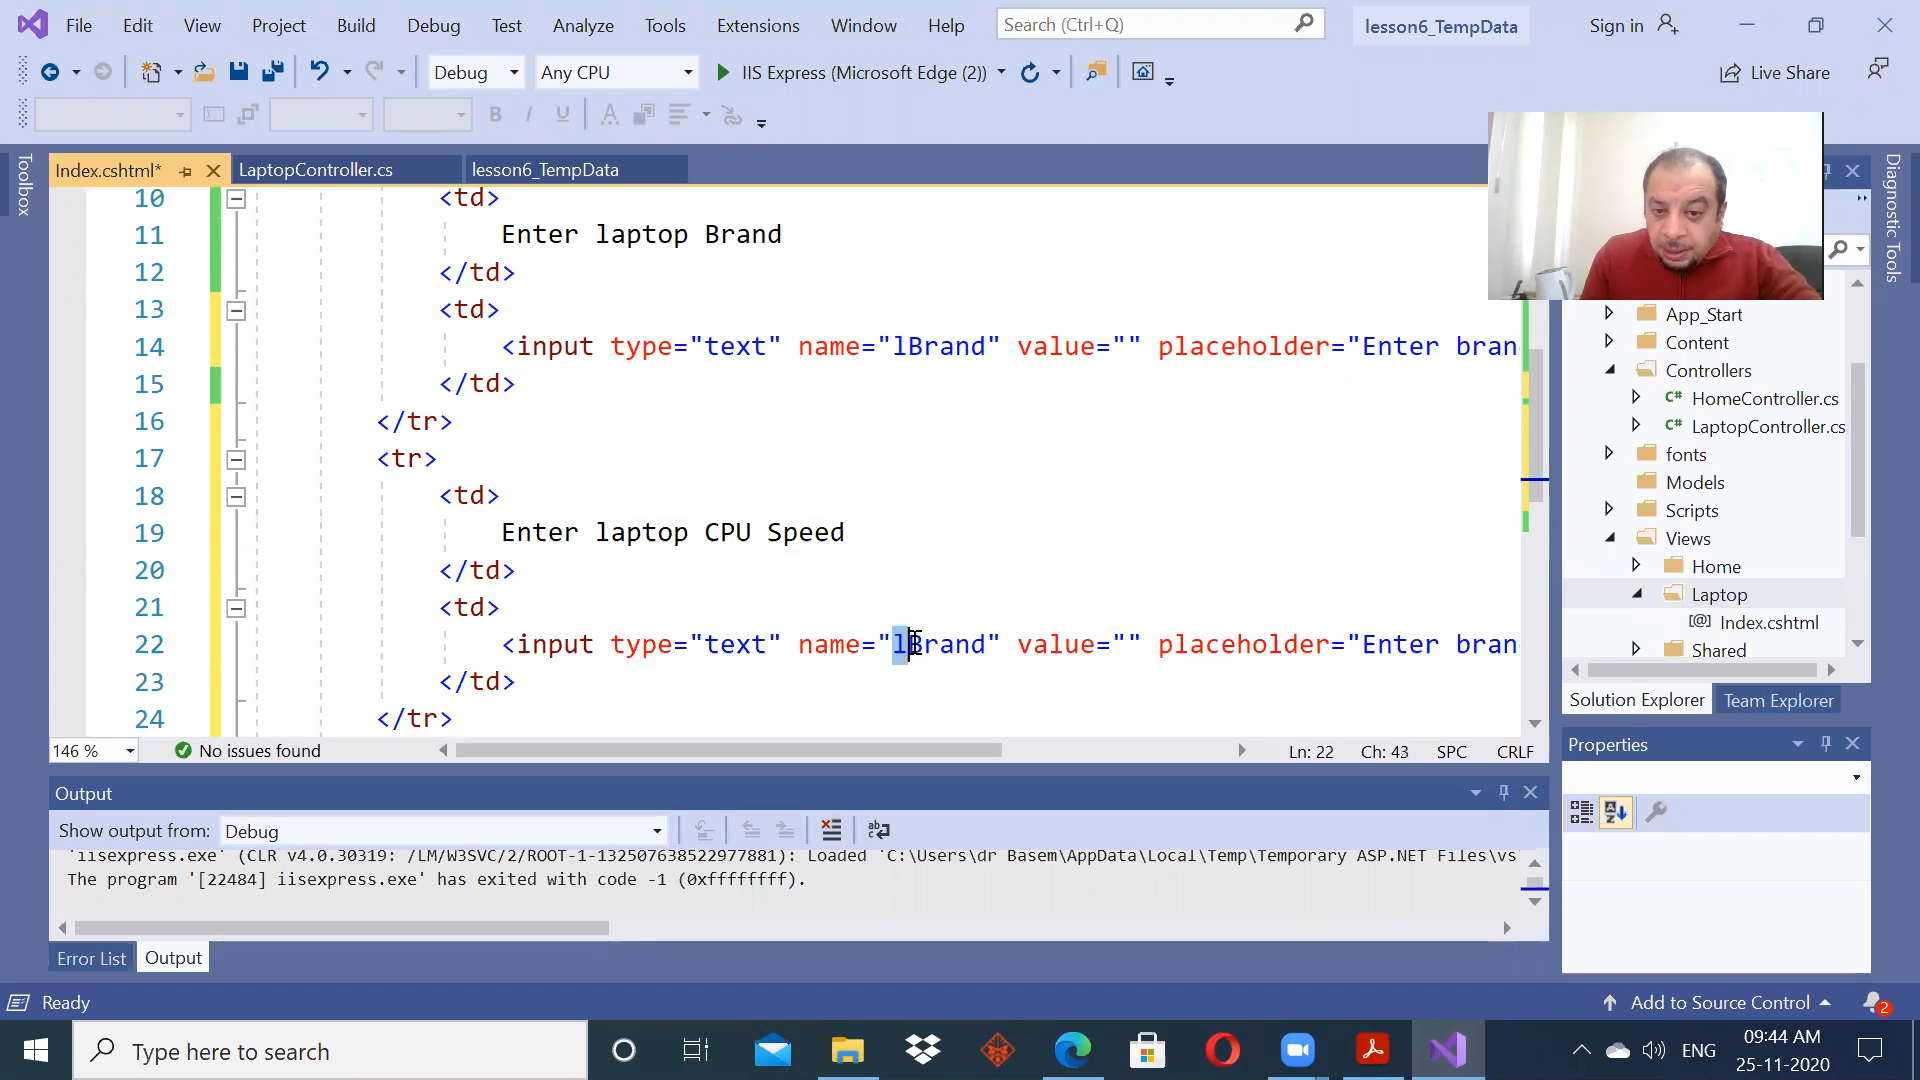 File Edit View Project Build Debug Test Analyze Tools Extensions Window Help Search (Ctrl+Q) lesson6_TempData Sign in
Debug Any CPU IIS Express (Microsoft Edge (2)) Live Share
Toolbox
Index.cshtml* LaptopController.cs lesson6_TempData
10 <td>
11 Enter laptop Brand
12 </td>
13 <td>
14 <input type="text" name="lBrand" value="" placeholder="Enter bran
15 </td>
16 </tr>
17 <tr>
18 <td>
19 Enter laptop CPU Speed
20 </td>
21 <td>
22 <input type="text" name="lBrand" value="" placeholder="Enter bran
23 </td>
24 </tr>
146 % No issues found Ln: 22 Ch: 43 SPC CRLF
Output
Show output from: Debug
'iisexpress.exe' (CLR v4.0.30319: /LM/W3SVC/2/ROOT-1-132507638522977881): Loaded 'C:\Users\dr Basem\AppData\Local\Temp\Temporary ASP.NET Files\vs
The program '[22484] iisexpress.exe' has exited with code -1 (0xffffffff).
Error List Output
App_Start
Content
Controllers
C# HomeController.cs
C# LaptopController.cs
fonts
Models
Scripts
Views
Home
Laptop
[@] Index.cshtml
Shared
Solution Explorer Team Explorer
Properties
Diagnostic Tools
Ready Add to Source Control 2
Type here to search
ENG
09:44 AM
25-11-2020